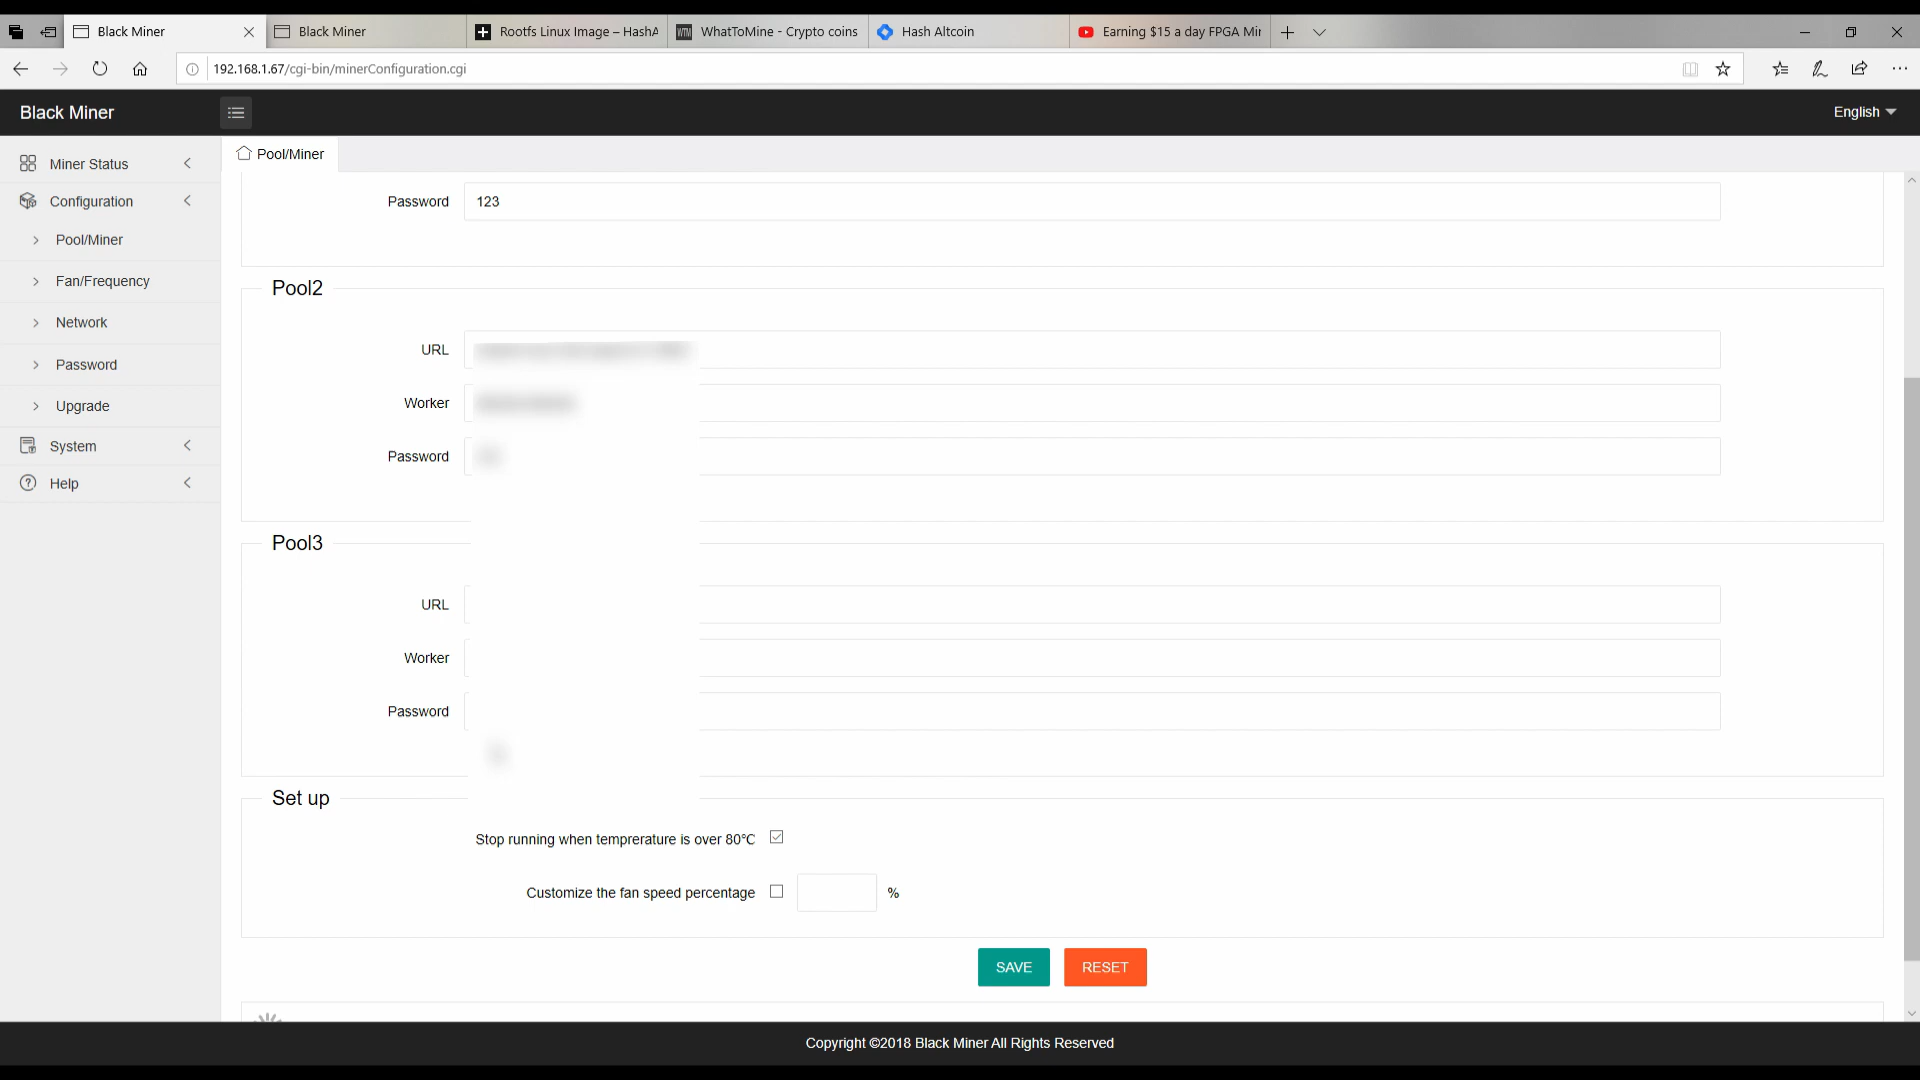 Black Miner
Black Miner
Rootfs Linux Image – HashA
WhatToMine - Crypto coins
Hash Altcoin
Earning $15 a day FPGA Mi
192.168.1.67/cgi-bin/minerConfiguration.cgi
Black Miner
English
Miner Status
Configuration
Pool/Miner
Fan/Frequency
Network
Password
Upgrade
System
Help
Pool/Miner
Password 123
Pool2
URL
Worker
Password
Pool3
URL
Worker
Password
Set up
Stop running when temprerature is over 80℃
Customize the fan speed percentage %
SAVE RESET
Copyright ©2018 Black Miner All Rights Reserved